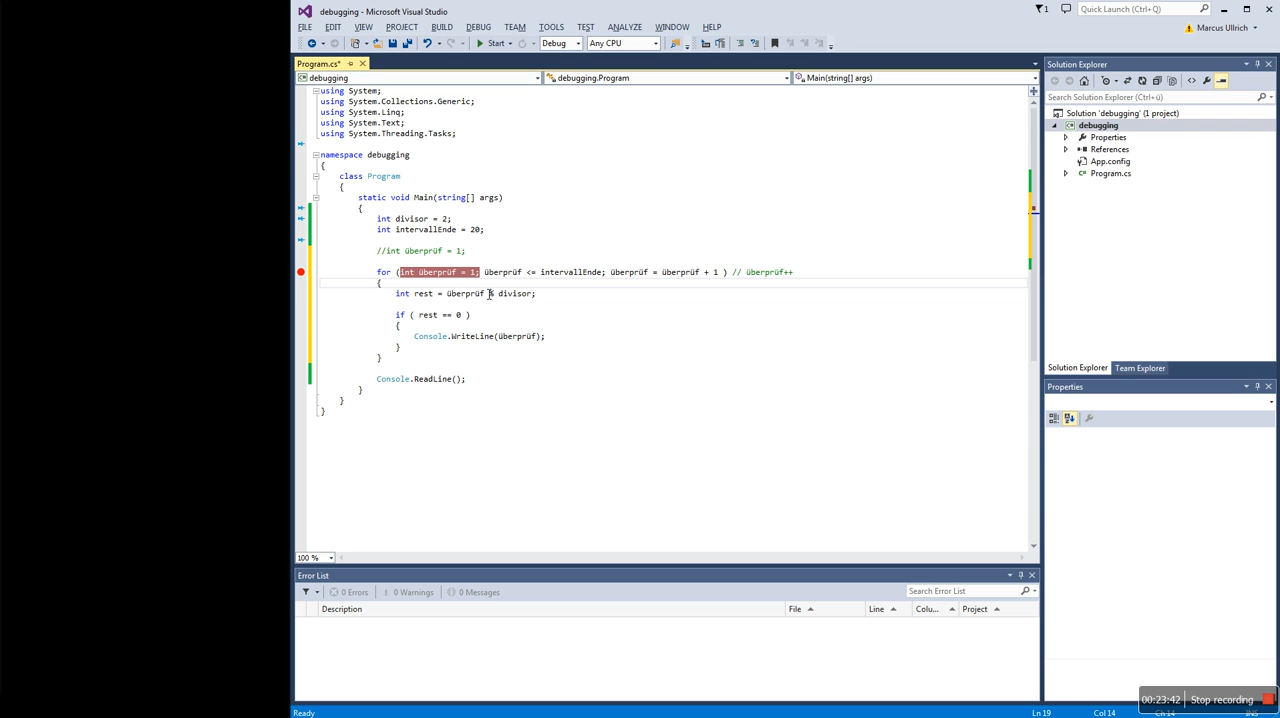 debugging - Microsoft Visual Studio
1
Quick Launch (Ctrl+Q)
FILE EDIT VIEW PROJECT BUILD DEBUG TEAM TOOLS TEST ANALYZE WINDOW HELP
Marcus Ullrich
Start Debug Any CPU
Program.cs*
debugging debugging.Program Main(string[] args)
using System;
using System.Collections.Generic;
using System.Linq;
using System.Text;
using System.Threading.Tasks;
namespace debugging
{
class Program
{
static void Main(string[] args)
{
int divisor = 2;
int intervallEnde = 20;
//int überprüf = 1;
for (int überprüf = 1; überprüf <= intervallEnde; überprüf = überprüf + 1 ) // überprüf++
{
int rest = überprüf % divisor;
if ( rest == 0 )
{
Console.WriteLine(überprüf);
}
}
Console.ReadLine();
}
}
}
100 %
Error List
0 Errors 0 Warnings 0 Messages
Search Error List
Description File Line Colu... Project
Solution Explorer
Search Solution Explorer (Ctrl+ü)
Solution 'debugging' (1 project)
debugging
Properties
References
App.config
Program.cs
Solution Explorer Team Explorer
Properties
00:23:42 Stop recording
Ready Ln 19 Col 14 Ch 14 INS